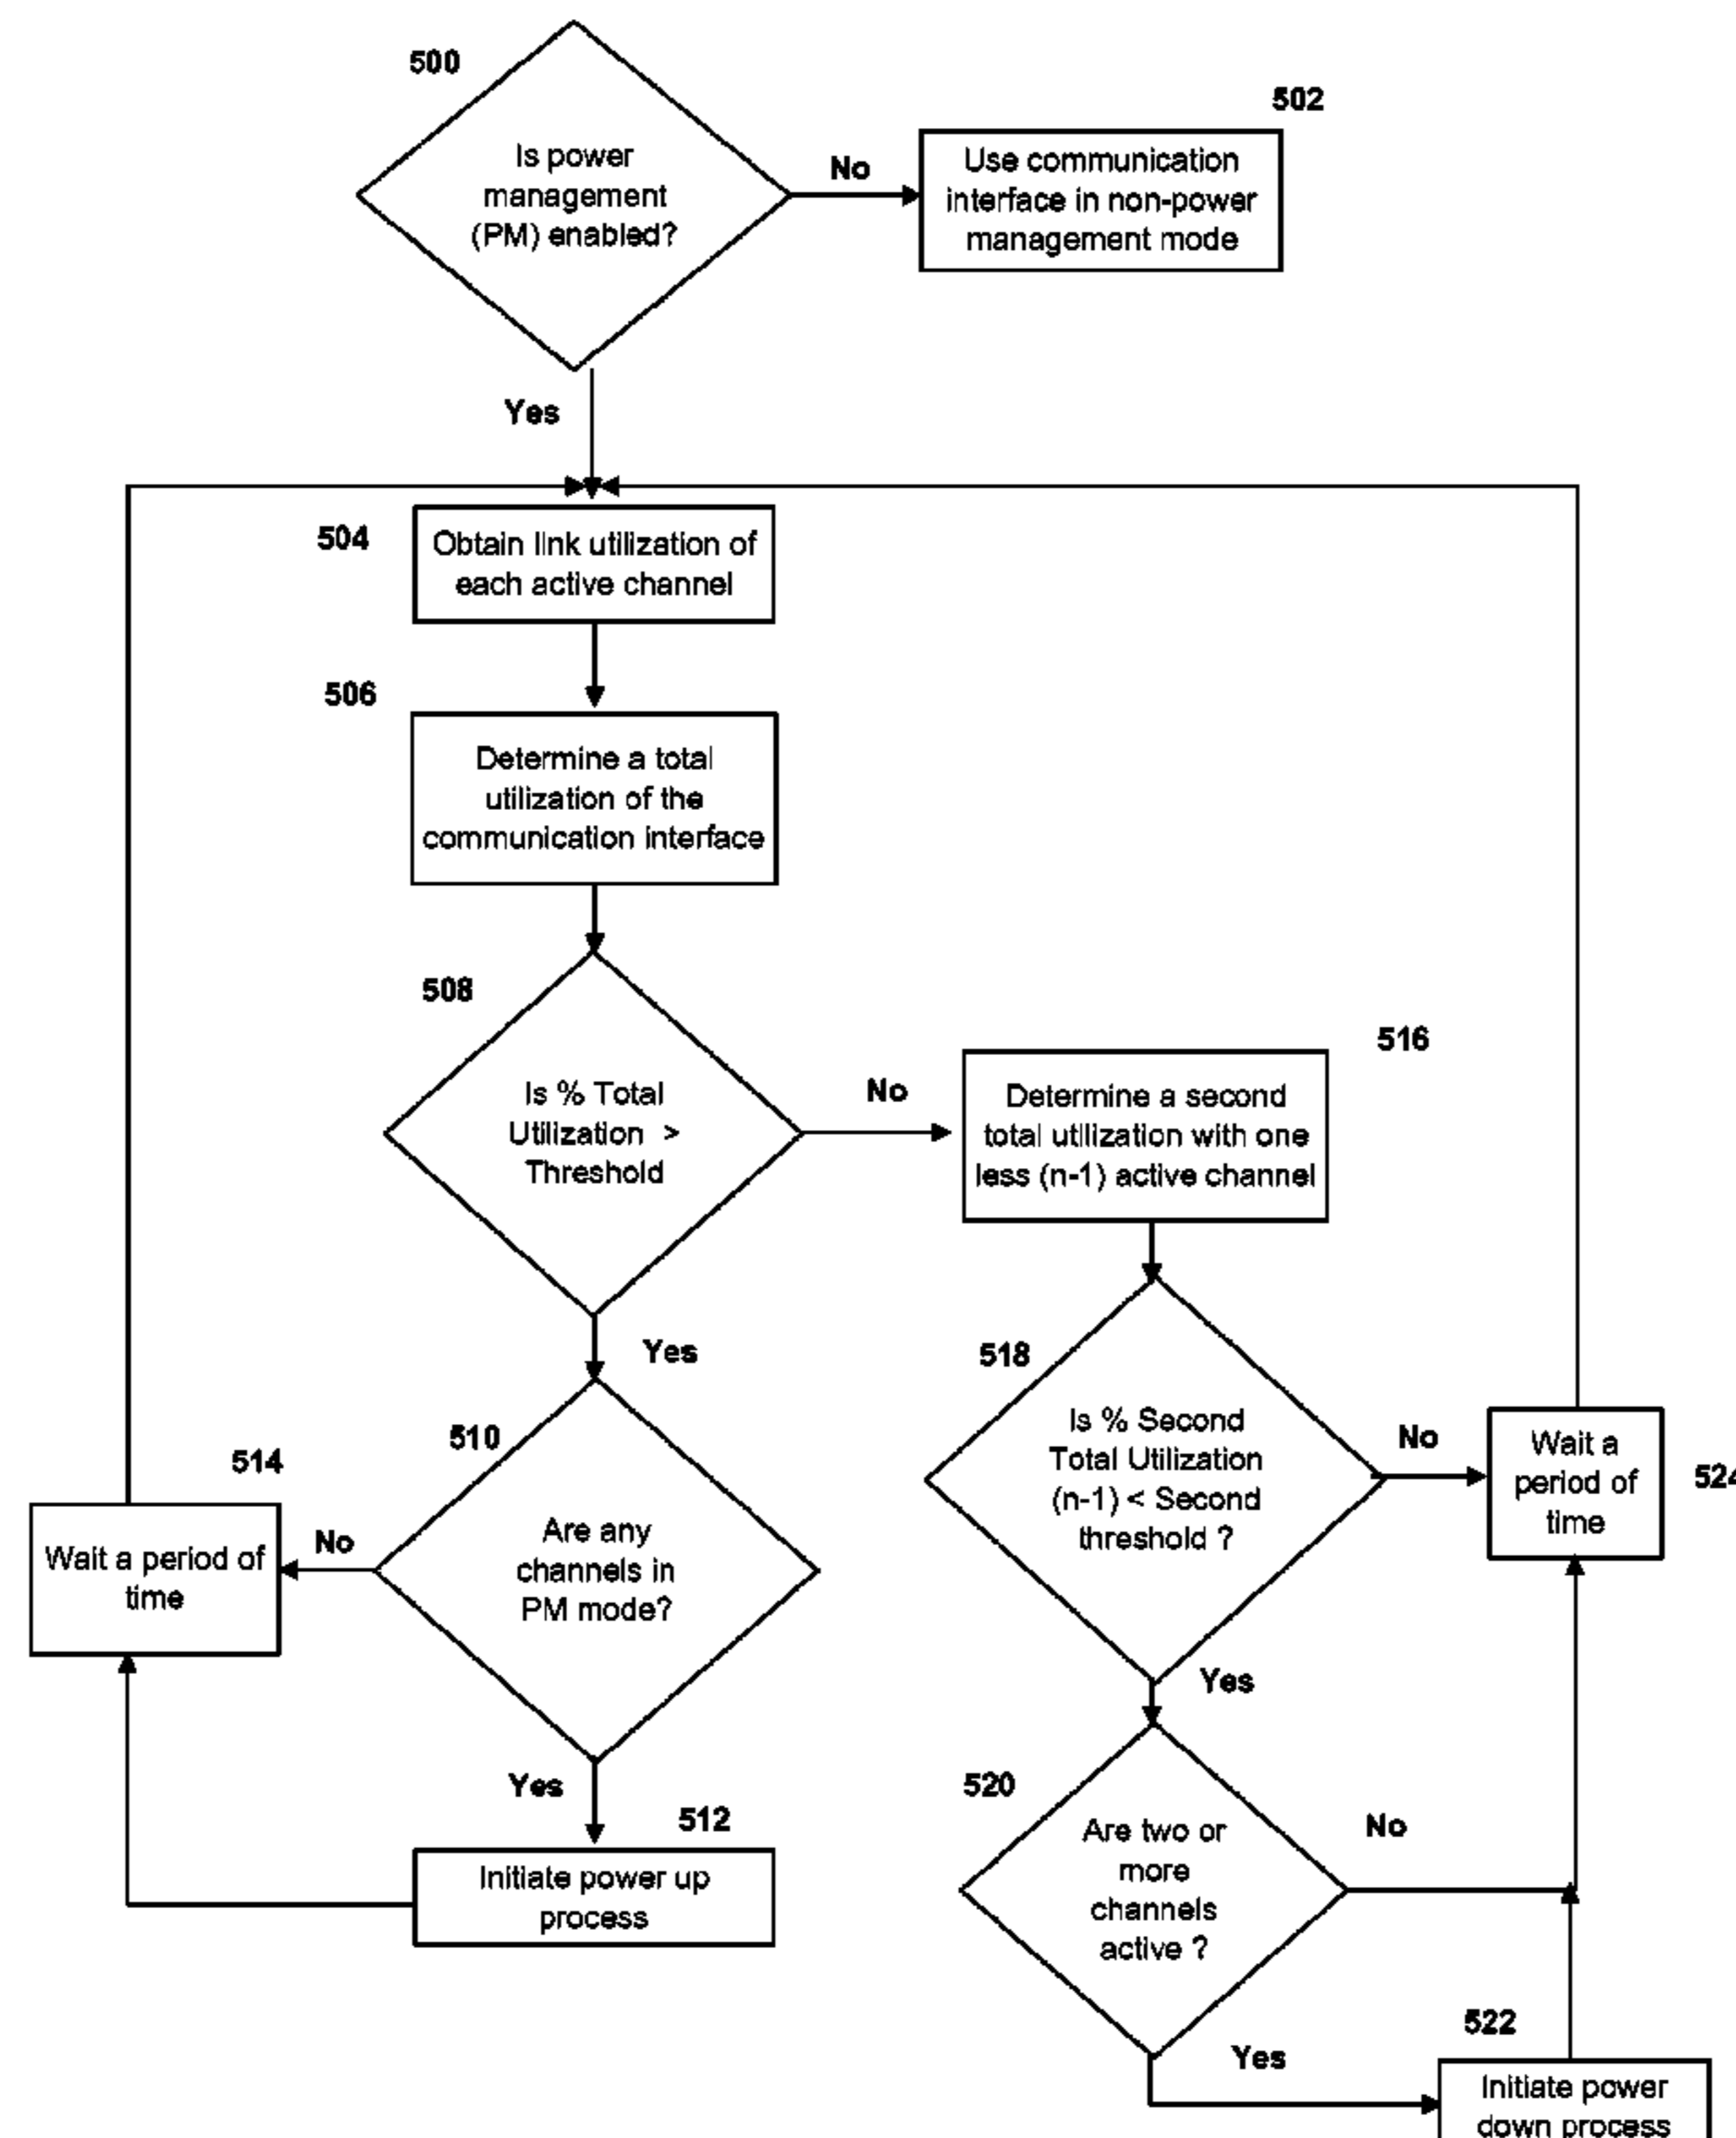 500
Is power
management
(PM) enabled?
No
502
Use communication
interface in non-power
management mode
Yes
504
Obtain link utilization of
each active channel
506
Determine a total
utilization of the
communication interface
508
Is % Total
Utilization >
Threshold
No
516
Determine a second
total utilization with one
less (n-1) active channel
Yes
518
Is % Second
Total Utilization
(n-1) < Second
threshold ?
No
Wait a
period of
time
524
510
Are any
channels in
PM mode?
No
514
Wait a period of
time
Yes
512
Initiate power up
process
Yes
520
Are two or
more
channels
active ?
No
Yes
522
Initiate power
down process